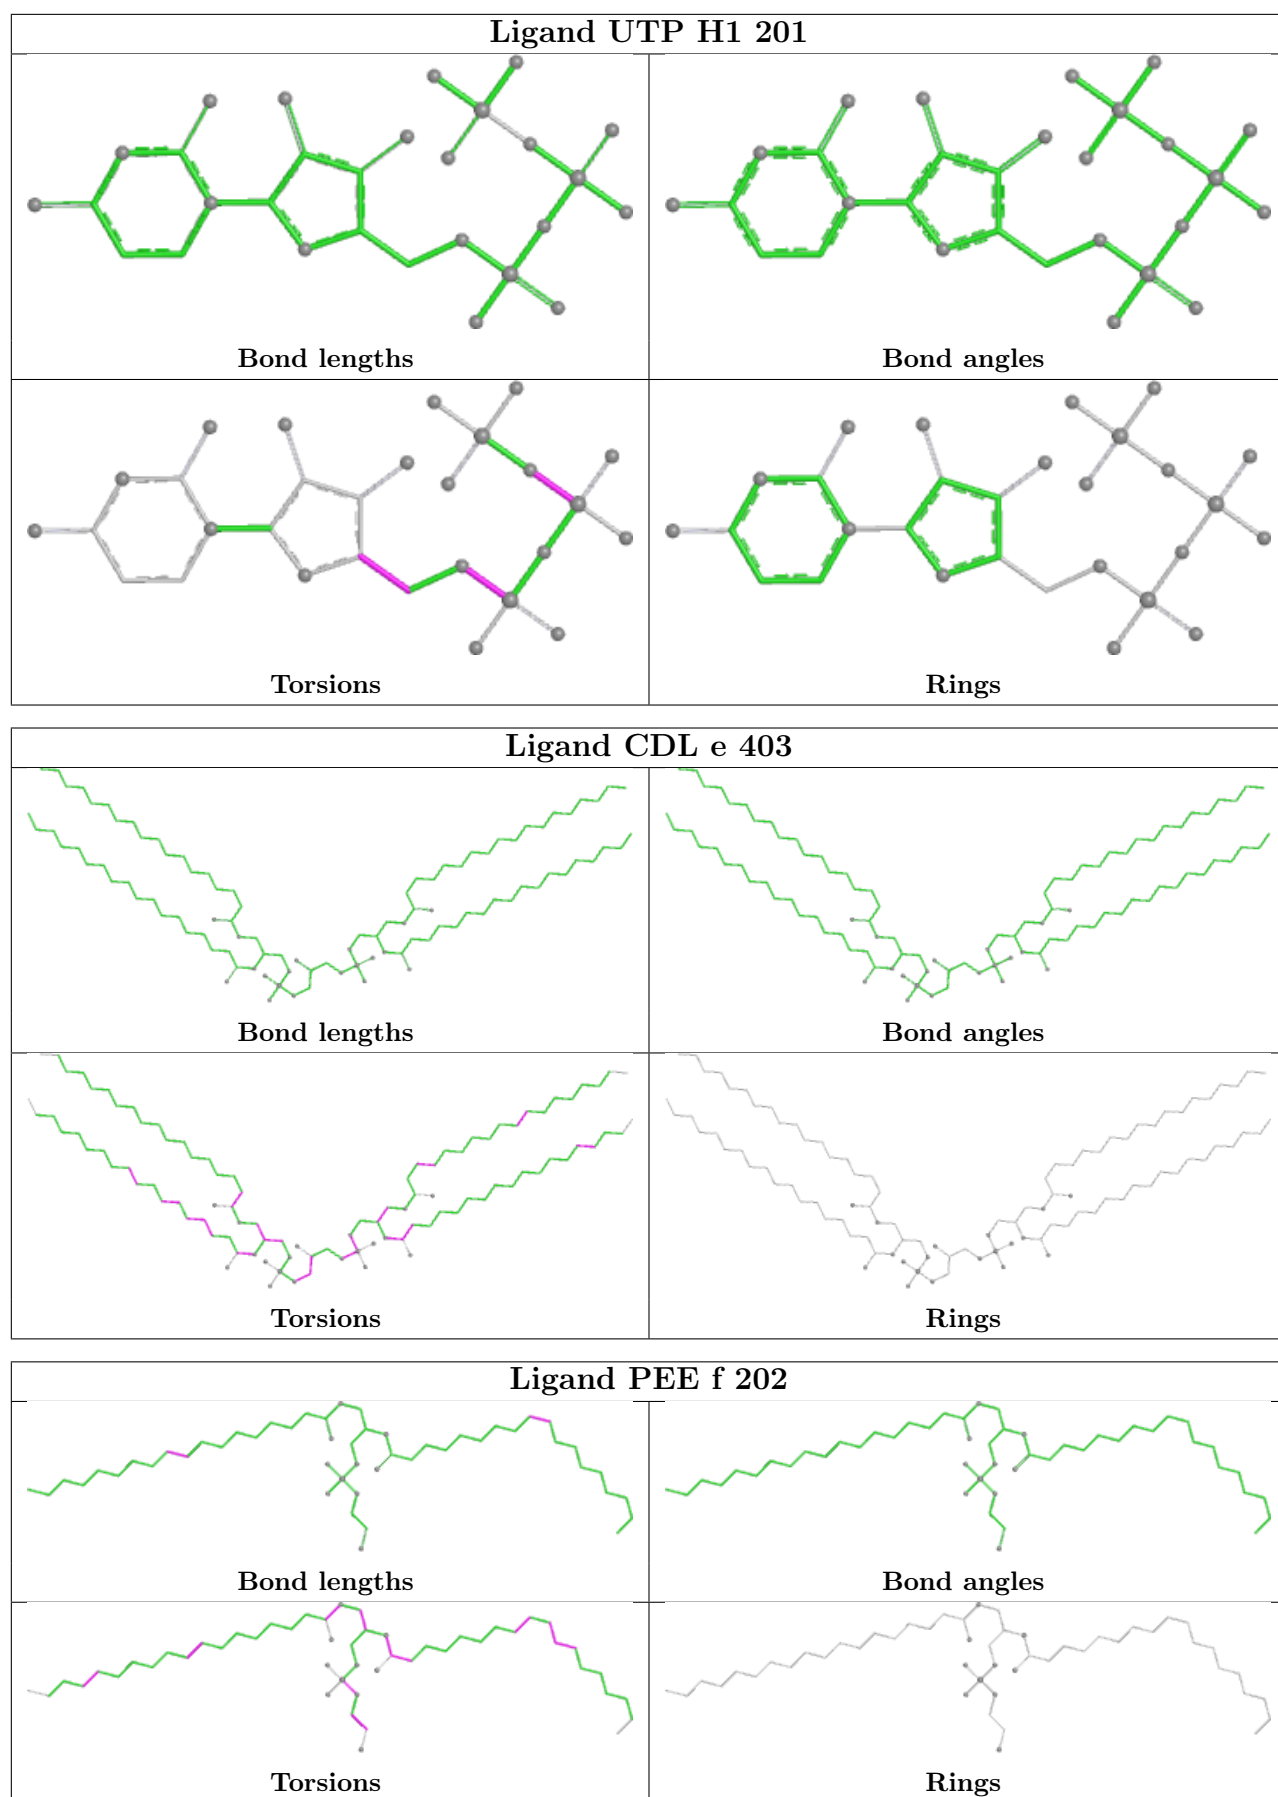 Ligand UTP H1 201
Bond lengths
Bond angles
Torsions
Rings
Ligand CDL e 403
Bond lengths
Bond angles
Torsions
Rings
Ligand PEE f 202
Bond lengths
Bond angles
Torsions
Rings